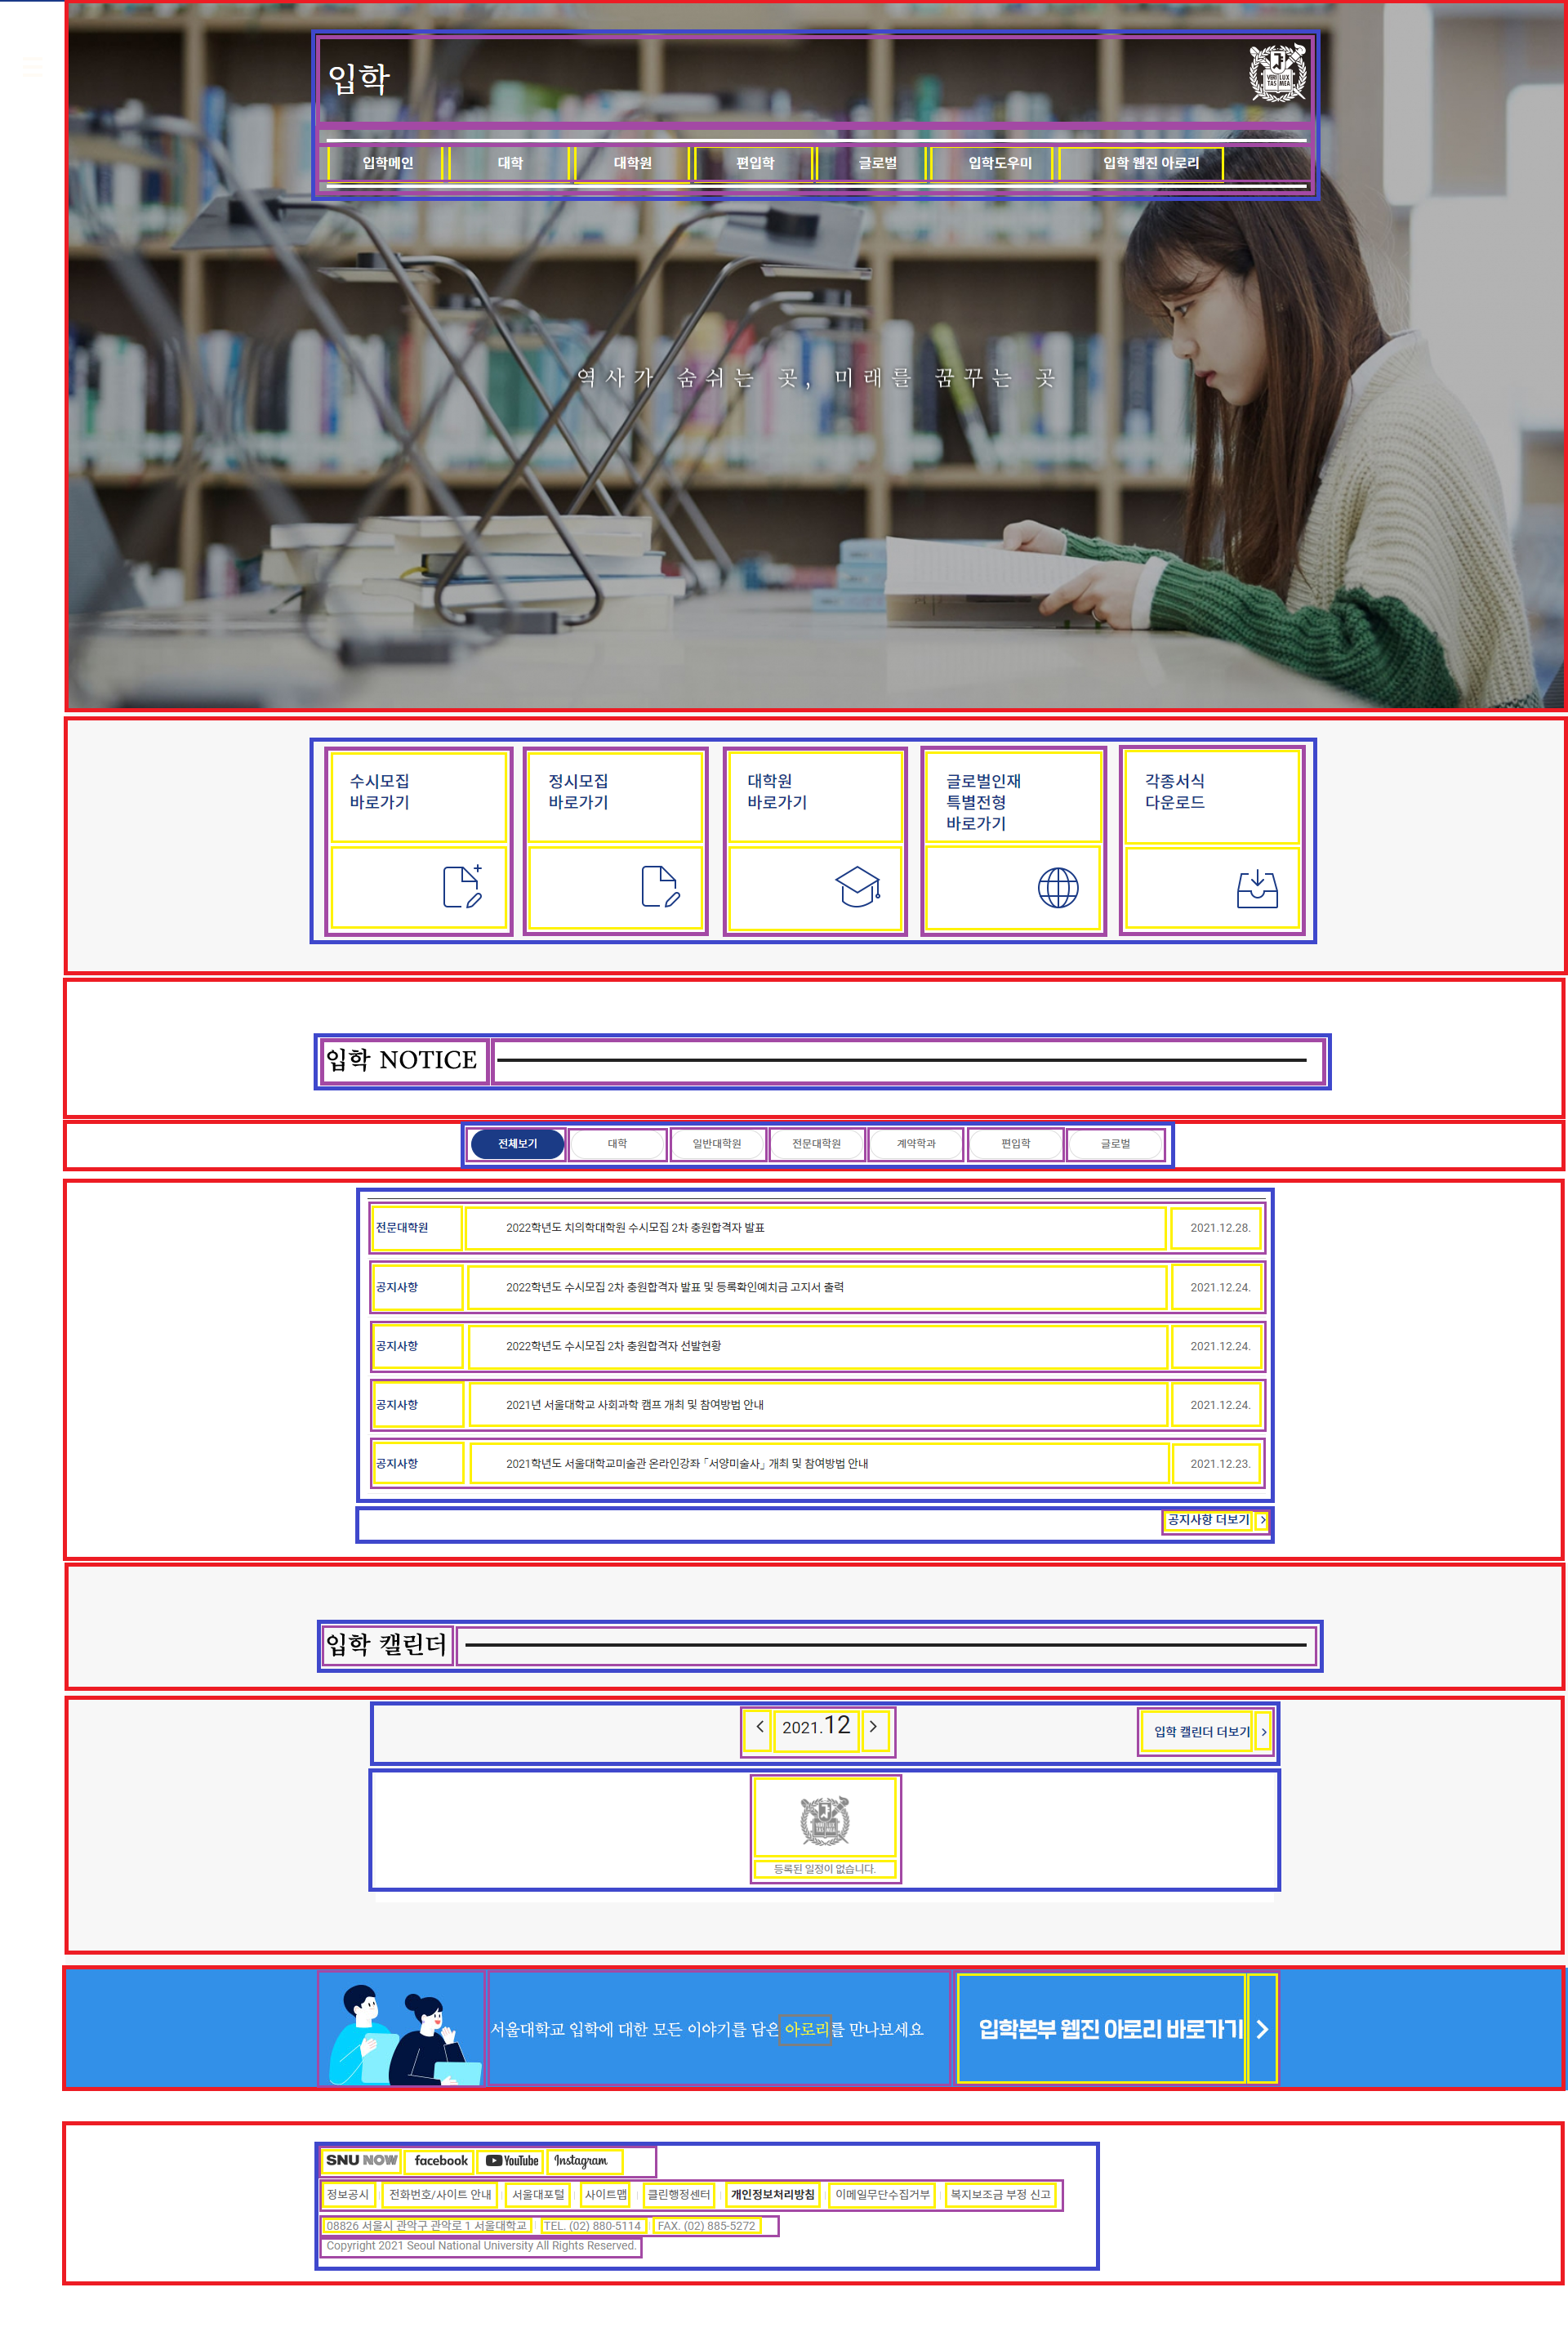 입학
VERI LUX
TAS MEA
입학메인 대학 대학원 편입학 글로벌 입학도우미 입학 웹진 아로리
역사가 숨쉬는 곳, 미래를 꿈꾸는 곳
수시모집
바로가기
정시모집
바로가기
대학원
바로가기
글로벌인재
특별전형
바로가기
각종서식
다운로드
입학 NOTICE
전체보기 대학 일반대학원 전문대학원 계약학과 편입학 글로벌
전문대학원 2022학년도 치의학대학원 수시모집 2차 충원합격자 발표 2021.12.28.
공지사항 2022학년도 수시모집 2차 충원합격자 발표 및 등록확인예치금 고지서 출력 2021.12.24.
공지사항 2022학년도 수시모집 2차 충원합격자 선발현황 2021.12.24.
공지사항 2021년 서울대학교 사회과학 캠프 개최 및 참여방법 안내 2021.12.24.
공지사항 2021학년도 서울대학교미술관 온라인강좌 「서양미술사」 개최 및 참여방법 안내 2021.12.23.
공지사항 더보기
입학 캘린더
2021.12 입학 캘린더 더보기
등록된 일정이 없습니다.
서울대학교 입학에 대한 모든 이야기를 담은 아로리를 만나보세요 입학본부 웹진 아로리 바로가기
SNU NOW facebook YouTube Instagram
정보공시 전화번호/사이트 안내 서울대포털 사이트맵 클린행정센터 개인정보처리방침 이메일무단수집거부 복지보조금 부정 신고
08826 서울시 관악구 관악로 1 서울대학교 TEL. (02) 880-5114 FAX. (02) 885-5272
Copyright 2021 Seoul National University All Rights Reserved.